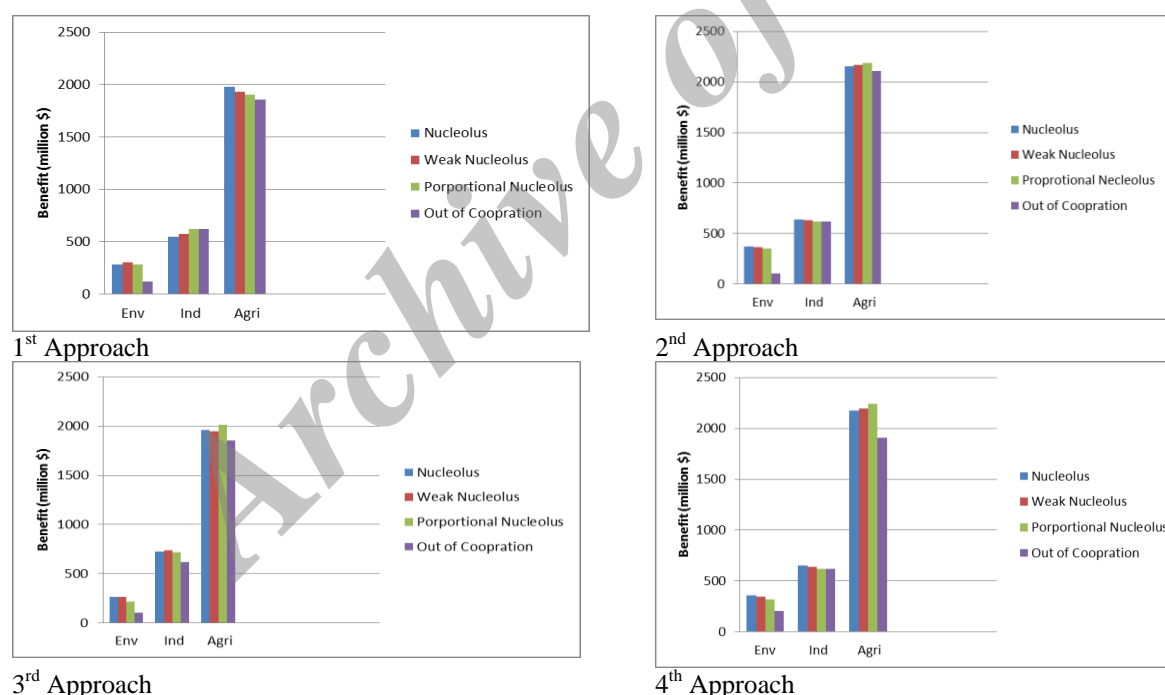 2500
2000
1500
1000
500
0
Benefit (million $)
Env Ind Agri
Nucleolus
Weak Nucleolus
Porportional Nucleolus
Out of Coopration
1st Approach
2500
2000
1500
1000
500
0
Benefit (million $)
Env Ind Agri
Nucleolus
Weak Nucleolus
Proprotional Necleolus
Out of Coopration
2nd Approach
2500
2000
1500
1000
500
0
Benefit (million $)
Env Ind Agri
Nucleolus
Weak Nucleolus
Porportional Nucleolus
Out of Coopration
3rd Approach
2500
2000
1500
1000
500
0
Benefit (million $)
Env Ind Agri
Nucleolus
Weak Nucleolus
Porportional Nucleolus
Out of Coopration
4th Approach
Archive of